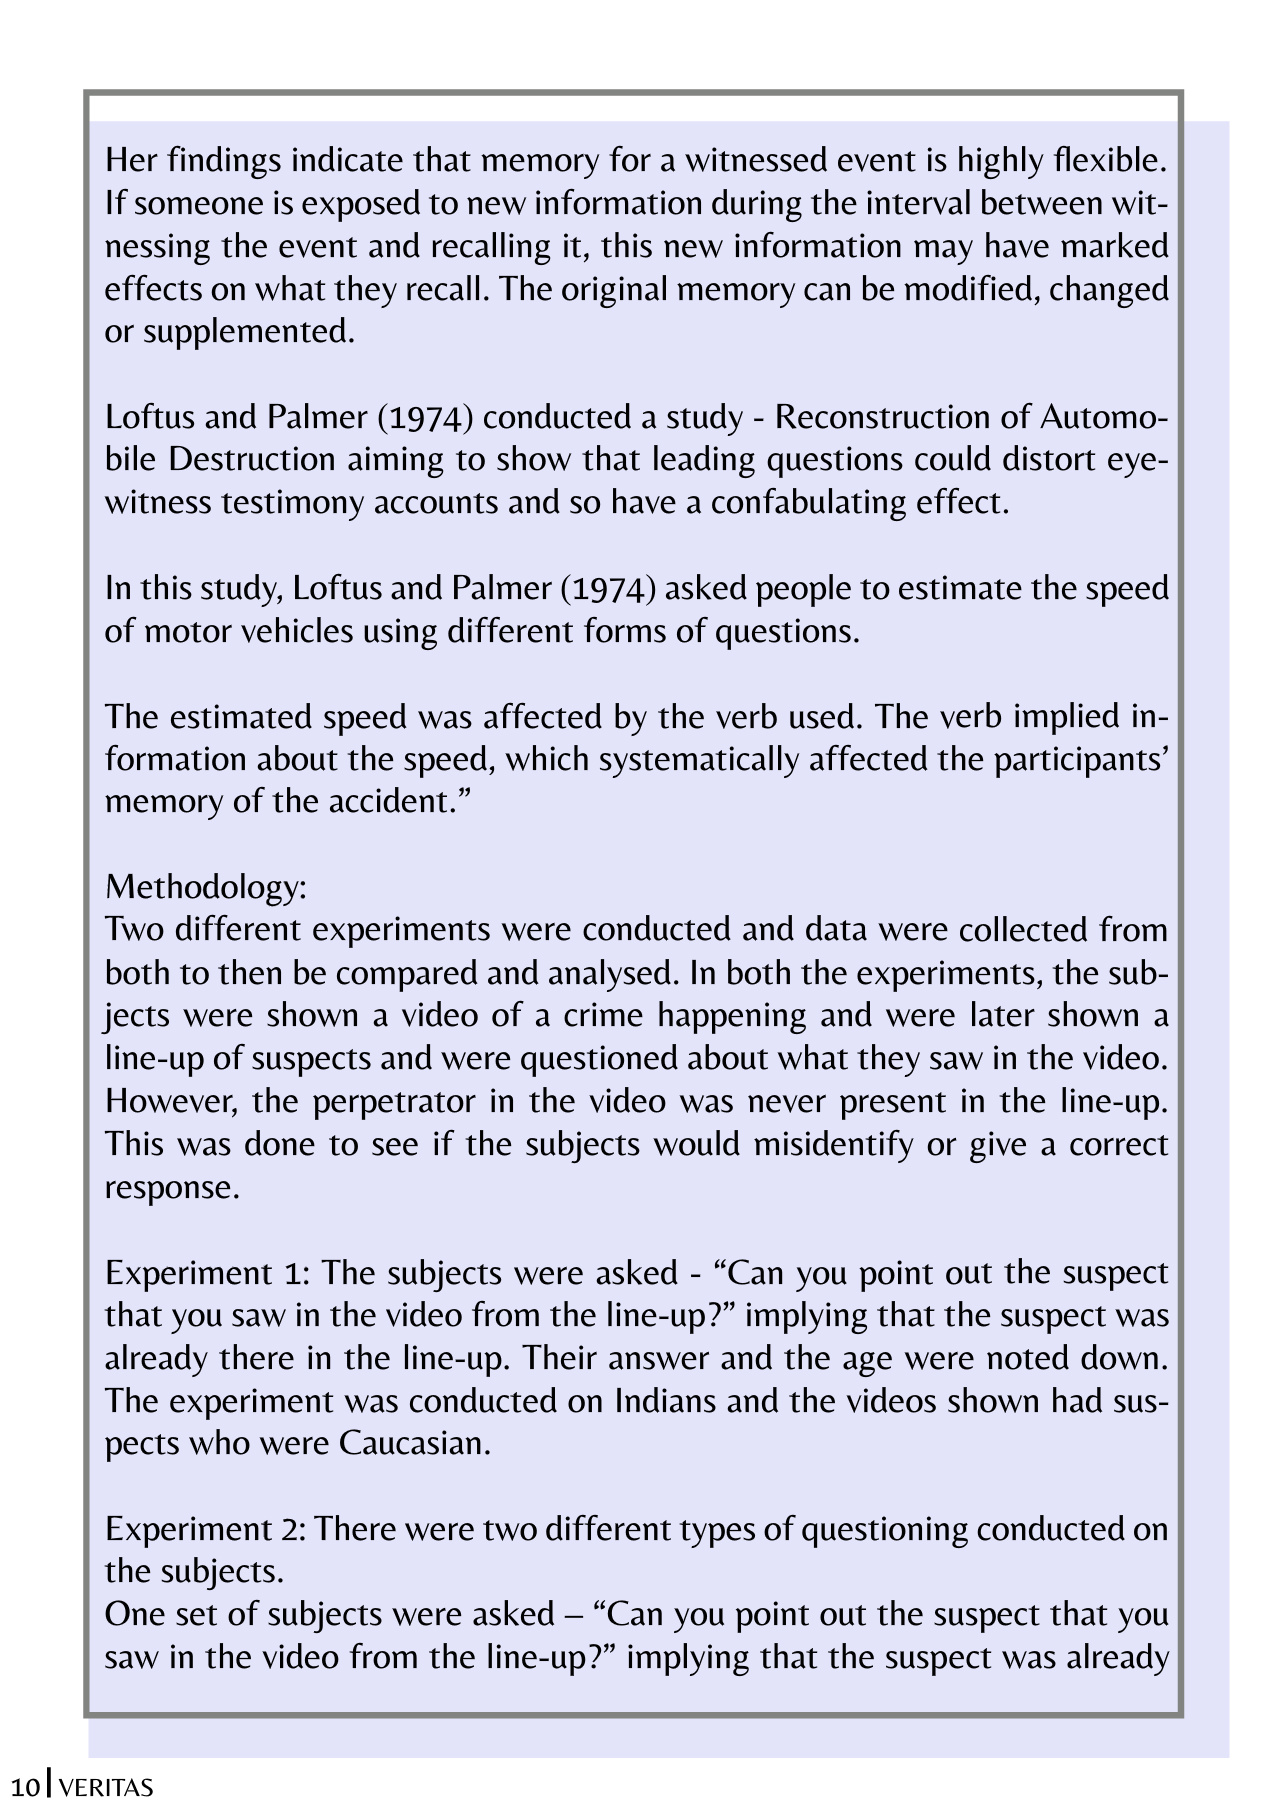 Her findings indicate that memory for a witnessed event is highly flexible.
If someone is exposed to new information during the interval between wit-
nessing the event and recalling it, this new information may have marked
effects on what they recall. The original memory can be modified, changed
or supplemented.
Loftus and Palmer (1974) conducted a study - Reconstruction of Automo-
bile Destruction aiming to show that leading questions could distort eye-
witness testimony accounts and so have a confabulating effect.
In this study, Loftus and Palmer (1974) asked people to estimate the speed
of motor vehicles using different forms of questions.
The estimated speed was affected by the verb used. The verb implied in-
formation about the speed, which systematically affected the participants’
memory of the accident.”
Methodology:
Two different experiments were conducted and data were collected from
both to then be compared and analysed. In both the experiments, the sub-
jects were shown a video of a crime happening and were later shown a
line-up of suspects and were questioned about what they saw in the video.
However, the perpetrator in the video was never present in the line-up.
This was done to see if the subjects would misidentify or give a correct
response.
Experiment 1: The subjects were asked - “Can you point out the suspect
that you saw in the video from the line-up?” implying that the suspect was
already there in the line-up. Their answer and the age were noted down.
The experiment was conducted on Indians and the videos shown had sus-
pects who were Caucasian.
Experiment 2: There were two different types of questioning conducted on
the subjects.
One set of subjects were asked – “Can you point out the suspect that you
saw in the video from the line-up?” implying that the suspect was already
10 | VERITAS